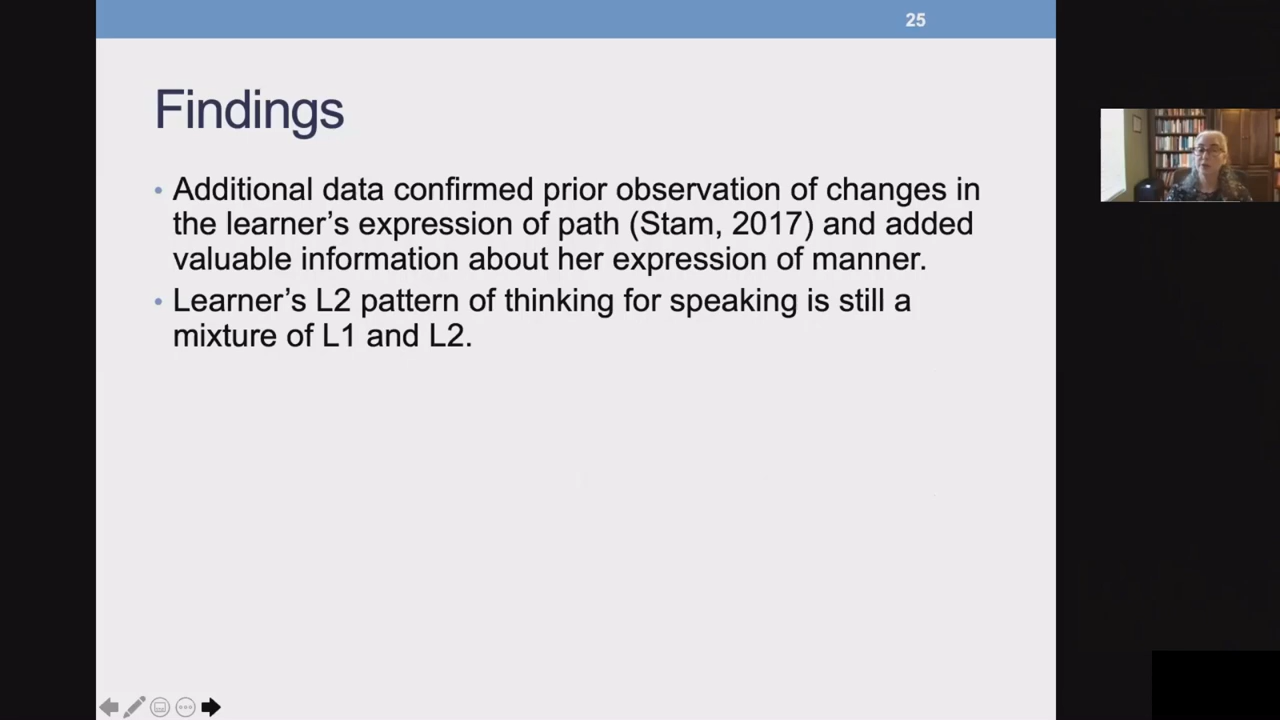 25
Findings
• Additional data confirmed prior observation of changes in
the learner’s expression of path (Stam, 2017) and added
valuable information about her expression of manner.
• Learner’s L2 pattern of thinking for speaking is still a
mixture of L1 and L2.